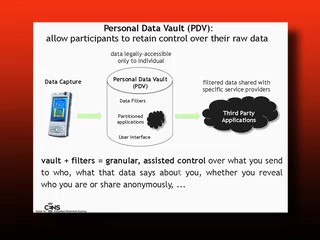 Personal Data Vault (PDV):
allow participants to retain control over their raw data
data legally-accessible
only to individual
Data Capture
Personal Data Vault
(PDV)
filtered data shared with
specific service providers
Data Filters
Partitioned
applications
User Interface
Third Party
Applications
vault + filters = granular, assisted control over what you send
to who, what that data says about you, whether you reveal
who you are or share anonymously, ...
CENS